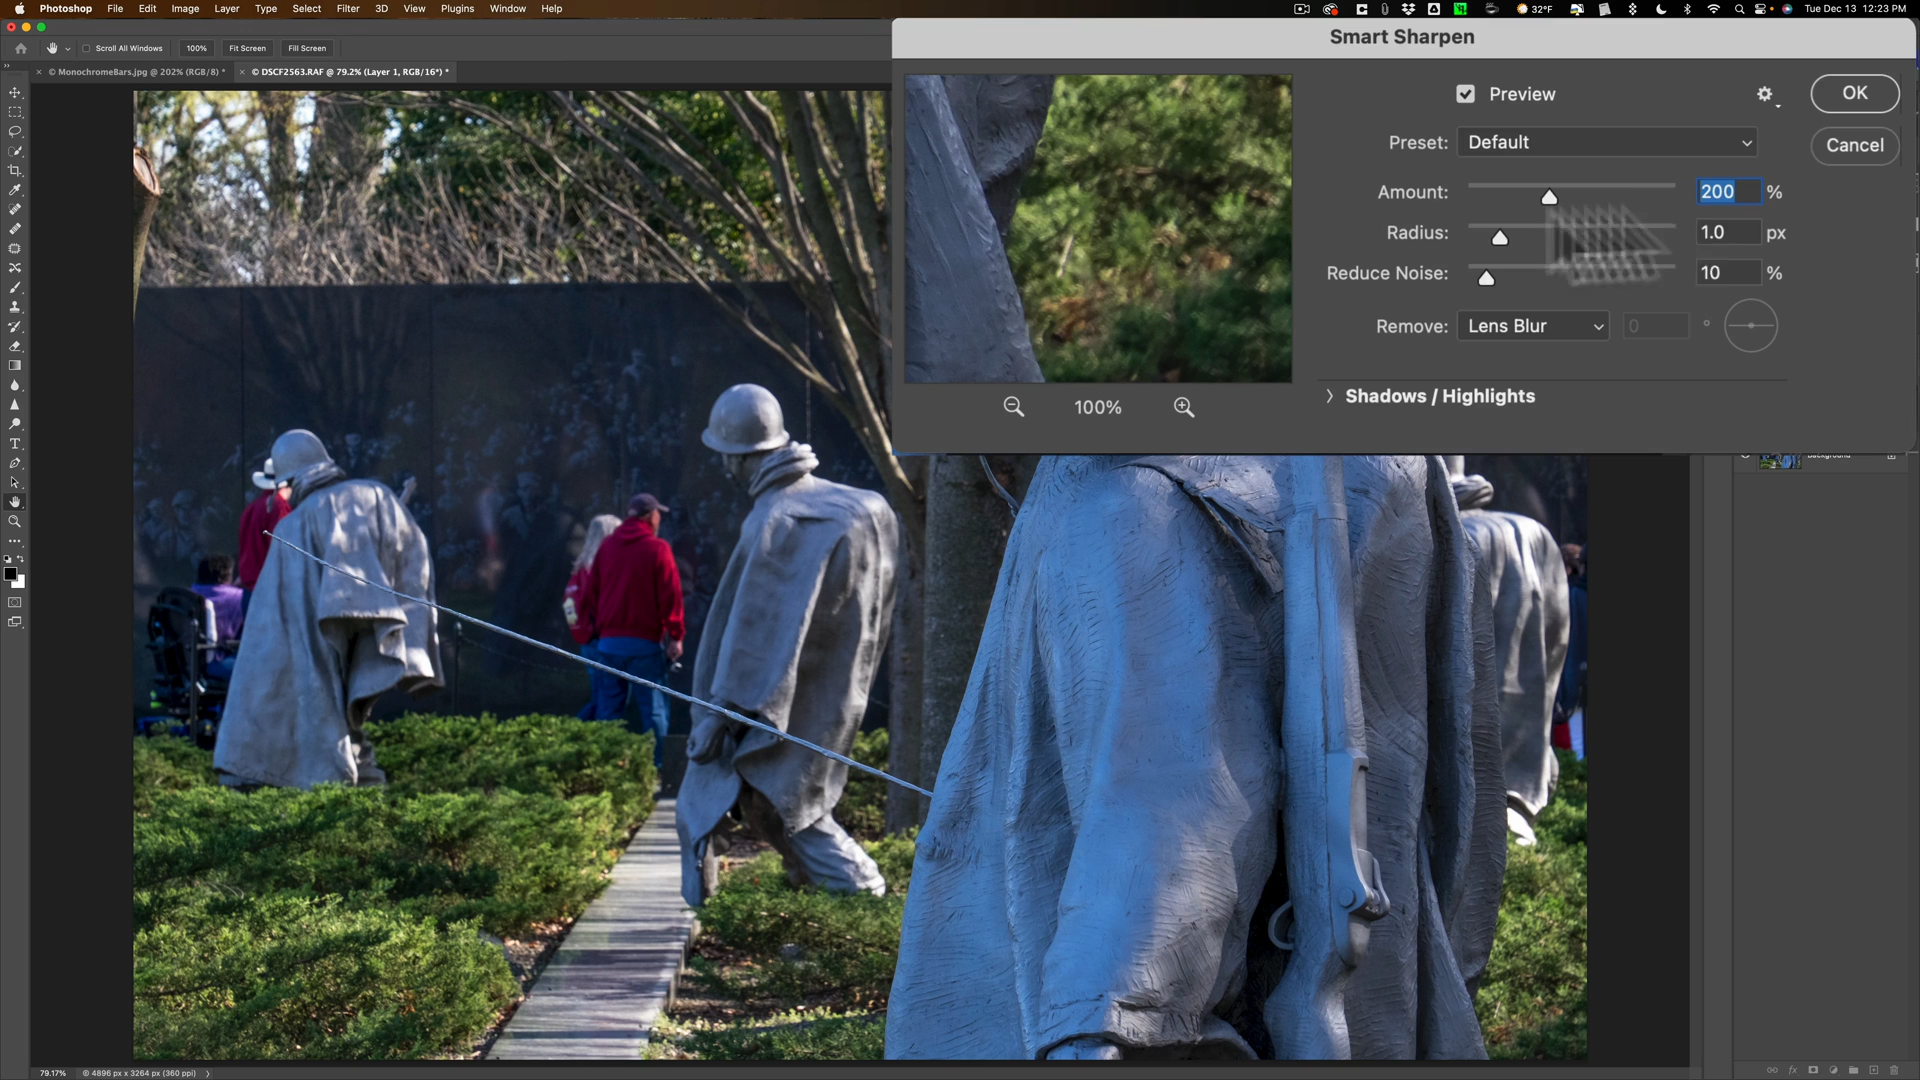 Photoshop File Edit Image Layer Type Select Filter 3D View Plugins Window Help
32°F Tue Dec 13 12:23 PM
Scroll All Windows 100% Fit Screen Fill Screen
Smart Sharpen
× © MonochromeBars.jpg @ 202% (RGB/8) * × © DSCF2563.RAF @ 79.2% (Layer 1, RGB/16*) *
Preview
OK
Preset: Default
Cancel
Amount: 200 %
Radius: 1.0 px
Reduce Noise: 10 %
Remove: Lens Blur 0 °
Shadows / Highlights
100%
Background
79.17% © 4896 px x 3264 px (360 ppi)